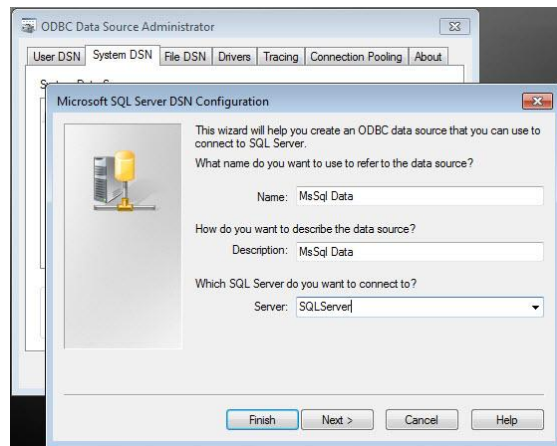 ODBC Data Source Administrator
User DSN System DSN File DSN Drivers Tracing Connection Pooling About
Microsoft SQL Server DSN Configuration
This wizard will help you create an ODBC data source that you can use to
connect to SQL Server.
What name do you want to use to refer to the data source?
Name: MsSql Data
How do you want to describe the data source?
Description: MsSql Data
Which SQL Server do you want to connect to?
Server: SQLServer
Finish Next > Cancel Help